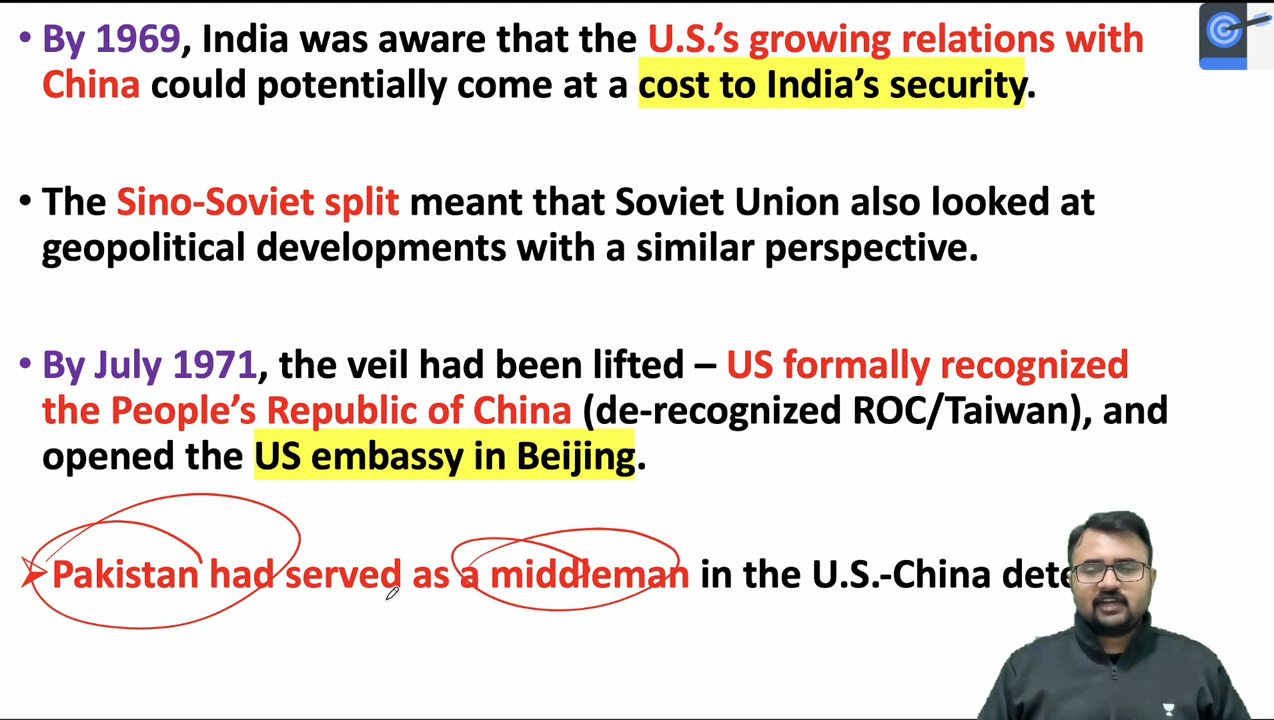 • By 1969, India was aware that the U.S.’s growing relations with
China could potentially come at a cost to India’s security.
• The Sino-Soviet split meant that Soviet Union also looked at
geopolitical developments with a similar perspective.
• By July 1971, the veil had been lifted – US formally recognized
the People’s Republic of China (de-recognized ROC/Taiwan), and
opened the US embassy in Beijing.
➢ Pakistan had served as a middleman in the U.S.-China